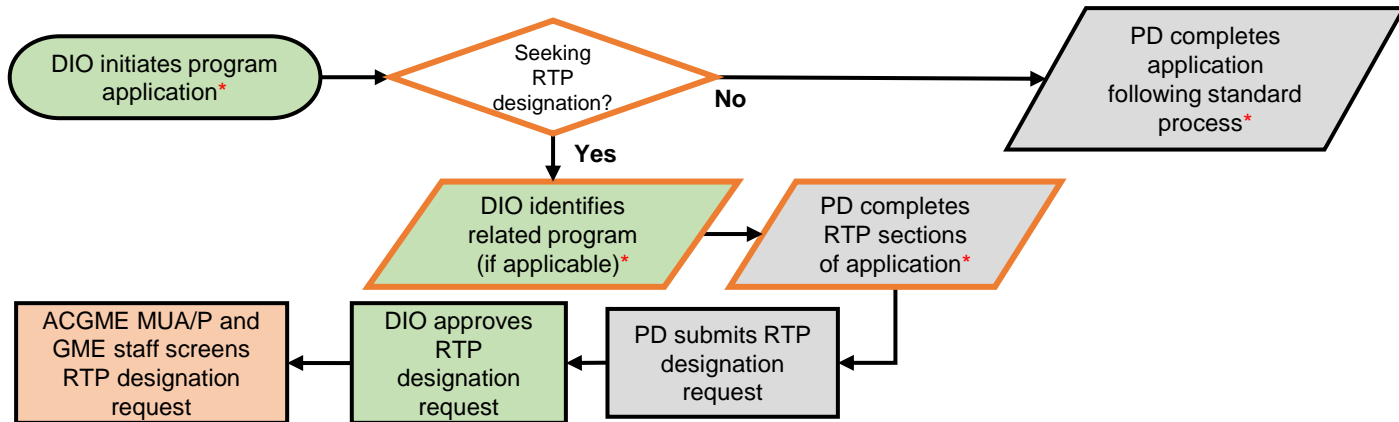 DIO initiates program
application*
Seeking
RTP
designation?
No
PD completes
application
following standard
process*
Yes
DIO identifies
related program
(if applicable)*
PD completes
RTP sections
of application*
ACGME MUA/P and
GME staff screens
RTP designation
request
DIO approves
RTP
designation
request
PD submits RTP
designation
request